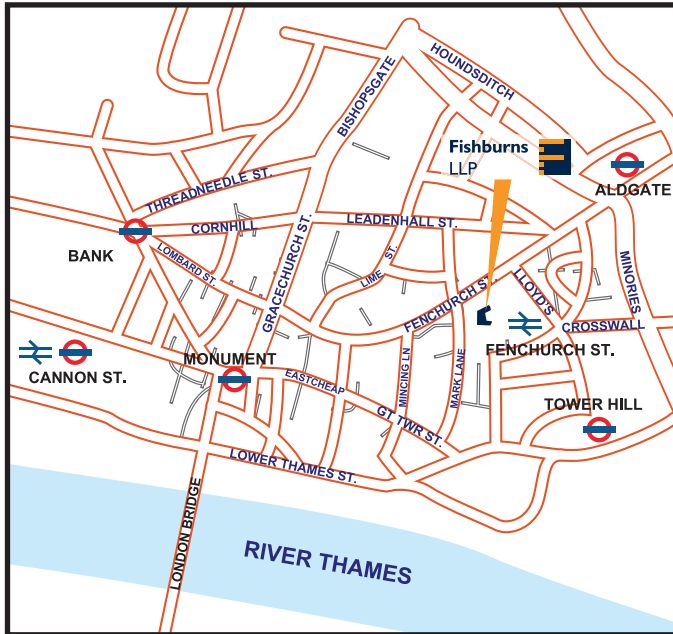 HOUNDSDITCH
BISHOPSGATE
Fishburns
LLP
ALDGATE
THREADNEEDLE ST.
CORNHILL
LEADENHALL ST.
BANK
LOMBARD ST.
GRACECHURCH ST.
LIME ST.
FENCHURCH ST.
LLOYD'S
MINORIES
CROSSWALL
FENCHURCH ST.
MONUMENT
CANNON ST.
EASTCHEAP
MINCING LN
MARK LANE
GT TWR ST.
TOWER HILL
LOWER THAMES ST.
LONDON BRIDGE
RIVER THAMES